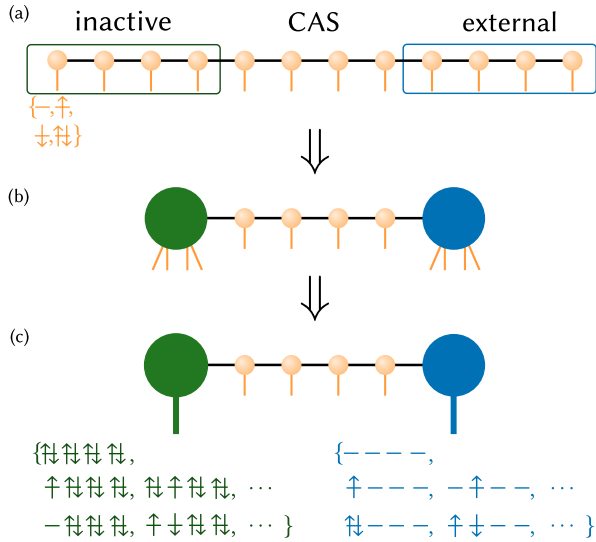 (a)
inactive CAS external
{−, ↑,
↓, ⇅}
(b)
(c)
{⇅ ⇅ ⇅ ⇅, {− − − −,
↑ ⇅ ⇅ ⇅, ⇅ ↑ ⇅ ⇅, ⋯ ↑ − − −, − ↑ − −, ⋯
− ⇅ ⇅ ⇅, ↑ ↓ ⇅ ⇅, ⋯ } ⇅ − − −, ↑ ↓ − −, ⋯ }